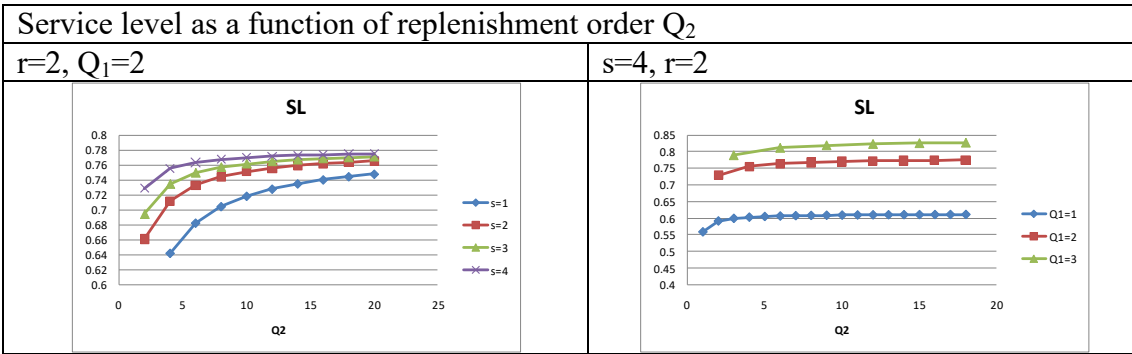 Service level as a function of replenishment order Q₂
r=2, Q₁=2
s=4, r=2
SL
0.8
0.78
0.76
0.74
0.72
0.7
0.68
0.66
0.64
0.62
0.6
0 5 10 15 20 25
Q2
s=1
s=2
s=3
s=4
SL
0.85
0.8
0.75
0.7
0.65
0.6
0.55
0.5
0.45
0.4
0 5 10 15 20
Q2
Q1=1
Q1=2
Q1=3